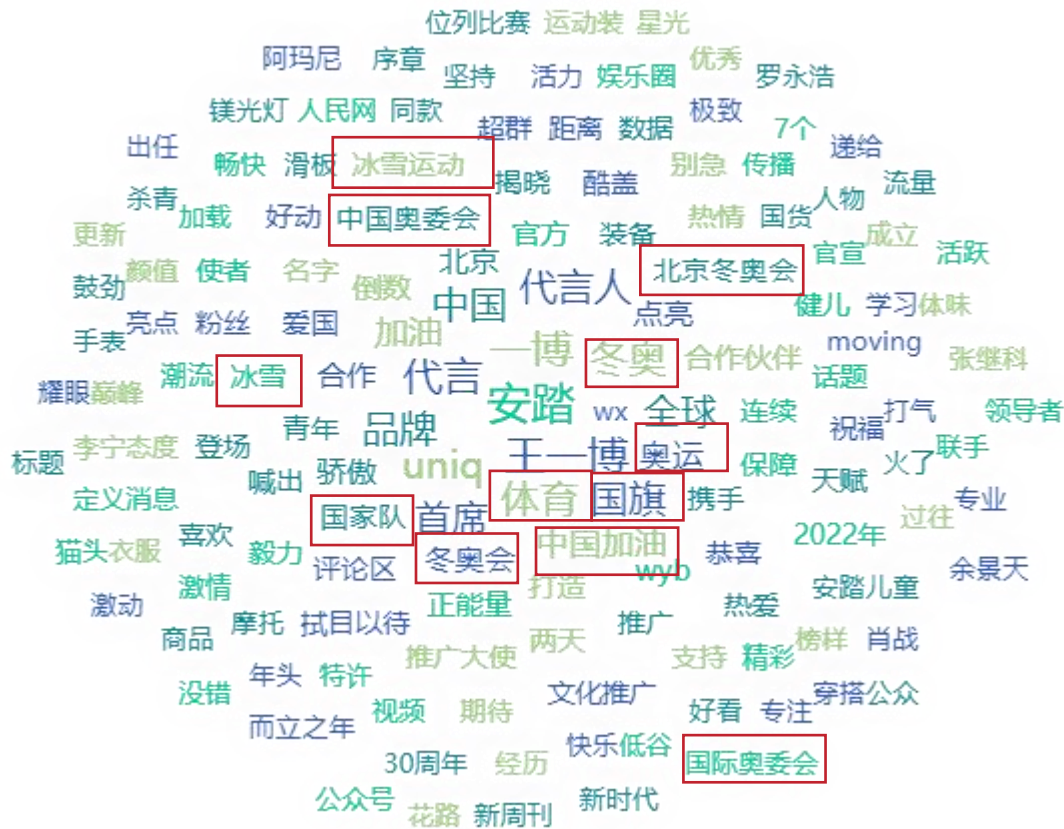 位列比赛 运动装 星光
阿玛尼 序章 坚持 活力 娱乐圈 优秀 罗永浩
镁光灯 人民网 同款 超群 距离 数据 极致 7个
出任 畅快 滑板 冰雪运动 揭晓 酷盖 别急 传播 递给
杀青 加载 好动 中国奥委会 官方 装备 热情 国货 人物 流量
更新 颜值 使者 名字 倒数 北京 代言人 北京冬奥会 官宣 成立 活跃
鼓劲 亮点 粉丝 爱国 加油 中国 点亮 健儿 学习 体味
手表 潮流 冰雪 合作 代言 一博 冬奥 合作伙伴 moving 话题 张继科
耀眼 巅峰 青年 品牌 安踏 wx 全球 连续 祝福 打气 领导者
标题 李宁态度 登场 喊出 骄傲 uniq 王一博 奥运 保障 天赋 火了 联手
定义消息 国家队 首席 体育 国旗 携手 2022年 过往 专业
猫头 衣服 喜欢 毅力 评论区 冬奥会 中国加油 wyb 恭喜 余景天
激动 激情 正能量 打造 热爱 安踏儿童
商品 摩托 拭目以待 推广大使 两天 推广 支持 精彩 榜样 肖战
没错 年头 特许 视频 期待 文化推广 好看 专注 穿搭 公众
而立之年 30周年 经历 快乐 低谷 国际奥委会
公众号 花路 新周刊 新时代